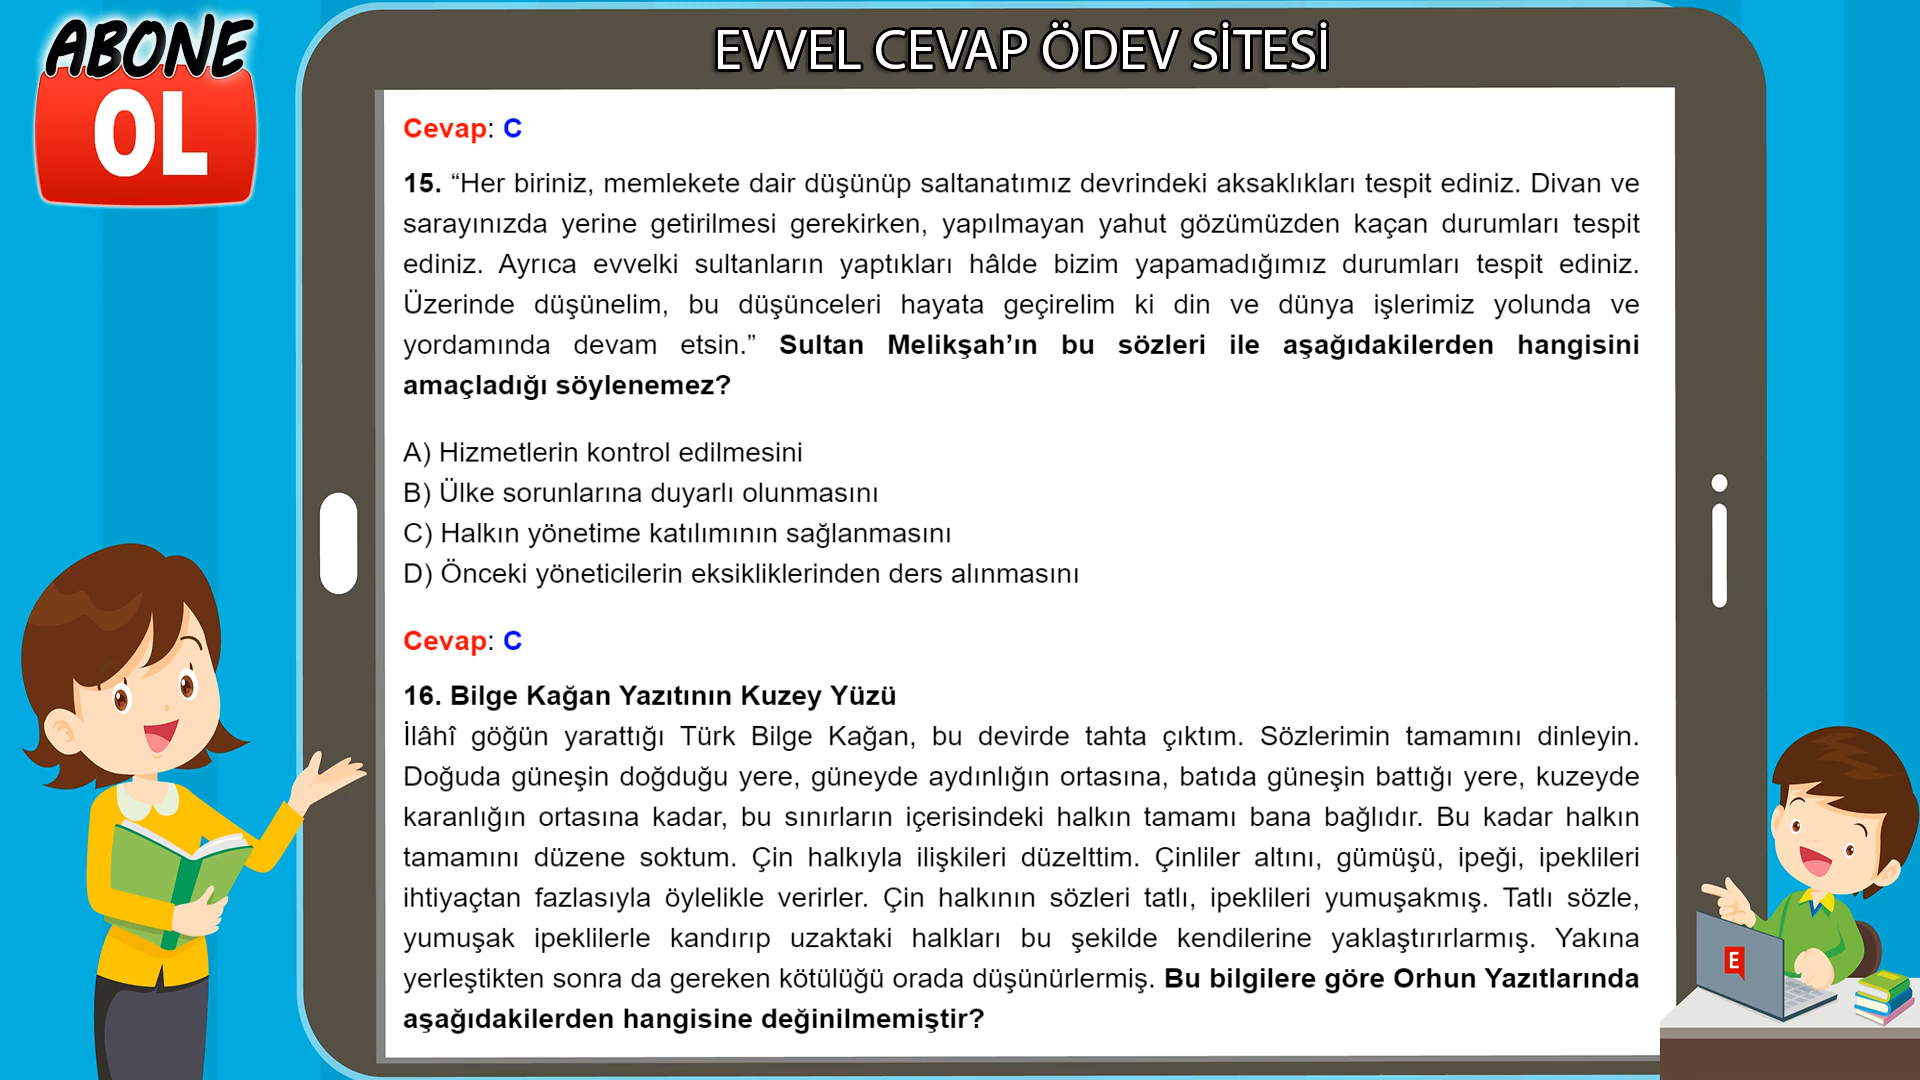 ABONE
OL
EVVEL CEVAP ÖDEV SİTESİ
Cevap: C
15. “Her biriniz, memlekete dair düşünüp saltanatımız devrindeki aksaklıkları tespit ediniz. Divan ve
sarayınızda yerine getirilmesi gerekirken, yapılmayan yahut gözümüzden kaçan durumları tespit
ediniz. Ayrıca evvelki sultanların yaptıkları hâlde bizim yapamadığımız durumları tespit ediniz.
Üzerinde düşünelim, bu düşünceleri hayata geçirelim ki din ve dünya işlerimiz yolunda ve
yordamında devam etsin.” Sultan Melikşah’ın bu sözleri ile aşağıdakilerden hangisini
amaçladığı söylenemez?
A) Hizmetlerin kontrol edilmesini
B) Ülke sorunlarına duyarlı olunmasını
C) Halkın yönetime katılımının sağlanmasını
D) Önceki yöneticilerin eksikliklerinden ders alınmasını
Cevap: C
16. Bilge Kağan Yazıtının Kuzey Yüzü
İlâhî göğün yarattığı Türk Bilge Kağan, bu devirde tahta çıktım. Sözlerimin tamamını dinleyin.
Doğuda güneşin doğduğu yere, güneyde aydınlığın ortasına, batıda güneşin battığı yere, kuzeyde
karanlığın ortasına kadar, bu sınırların içerisindeki halkın tamamı bana bağlıdır. Bu kadar halkın
tamamını düzene soktum. Çin halkıyla ilişkileri düzelttim. Çinliler altını, gümüşü, ipeği, ipeklileri
ihtiyaçtan fazlasıyla öylelikle verirler. Çin halkının sözleri tatlı, ipeklileri yumuşakmış. Tatlı sözle,
yumuşak ipeklilerle kandırıp uzaktaki halkları bu şekilde kendilerine yaklaştırırlarmış. Yakına
yerleştikten sonra da gereken kötülüğü orada düşünürlermiş. Bu bilgilere göre Orhun Yazıtlarında
aşağıdakilerden hangisine değinilmemiştir?
E